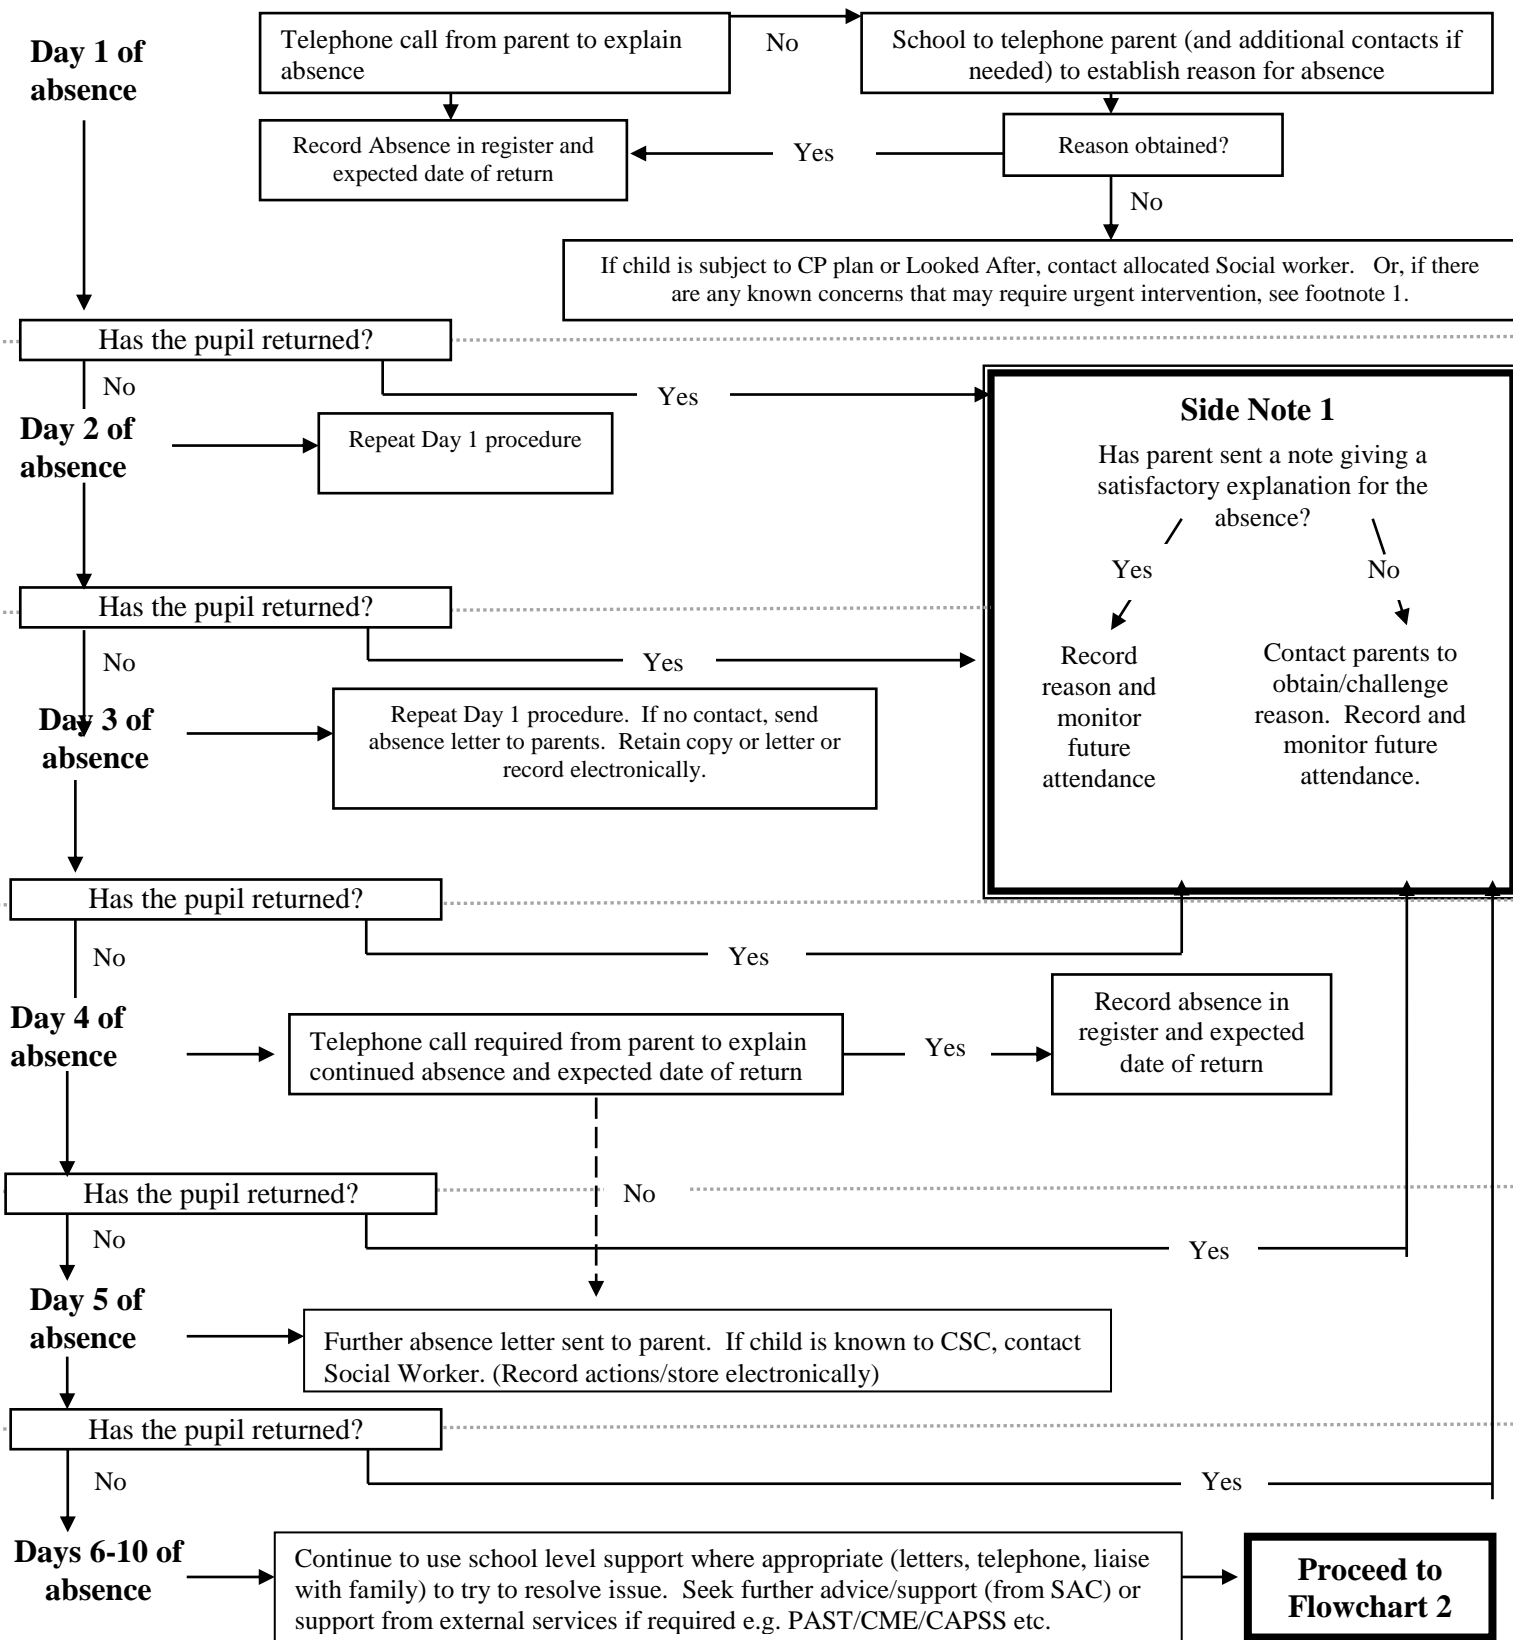 Day 1 of
absence
Telephone call from parent to explain
absence
No
School to telephone parent (and additional contacts if
needed) to establish reason for absence
Record Absence in register and
expected date of return
Yes
Reason obtained?
No
If child is subject to CP plan or Looked After, contact allocated Social worker. Or, if there
are any known concerns that may require urgent intervention, see footnote 1.
Has the pupil returned?
No
Yes
Day 2 of
absence
Repeat Day 1 procedure
Side Note 1
Has parent sent a note giving a
satisfactory explanation for the
absence?
Yes
No
Record
reason and
monitor
future
attendance
Contact parents to
obtain/challenge
reason. Record and
monitor future
attendance.
Has the pupil returned?
No
Yes
Day 3 of
absence
Repeat Day 1 procedure. If no contact, send
absence letter to parents. Retain copy or letter or
record electronically.
Has the pupil returned?
No
Yes
Day 4 of
absence
Telephone call required from parent to explain
continued absence and expected date of return
Yes
Record absence in
register and expected
date of return
Has the pupil returned?
No
No
Yes
Day 5 of
absence
Further absence letter sent to parent. If child is known to CSC, contact
Social Worker. (Record actions/store electronically)
Has the pupil returned?
No
Yes
Days 6-10 of
absence
Continue to use school level support where appropriate (letters, telephone, liaise
with family) to try to resolve issue. Seek further advice/support (from SAC) or
support from external services if required e.g. PAST/CME/CAPSS etc.
Proceed to
Flowchart 2